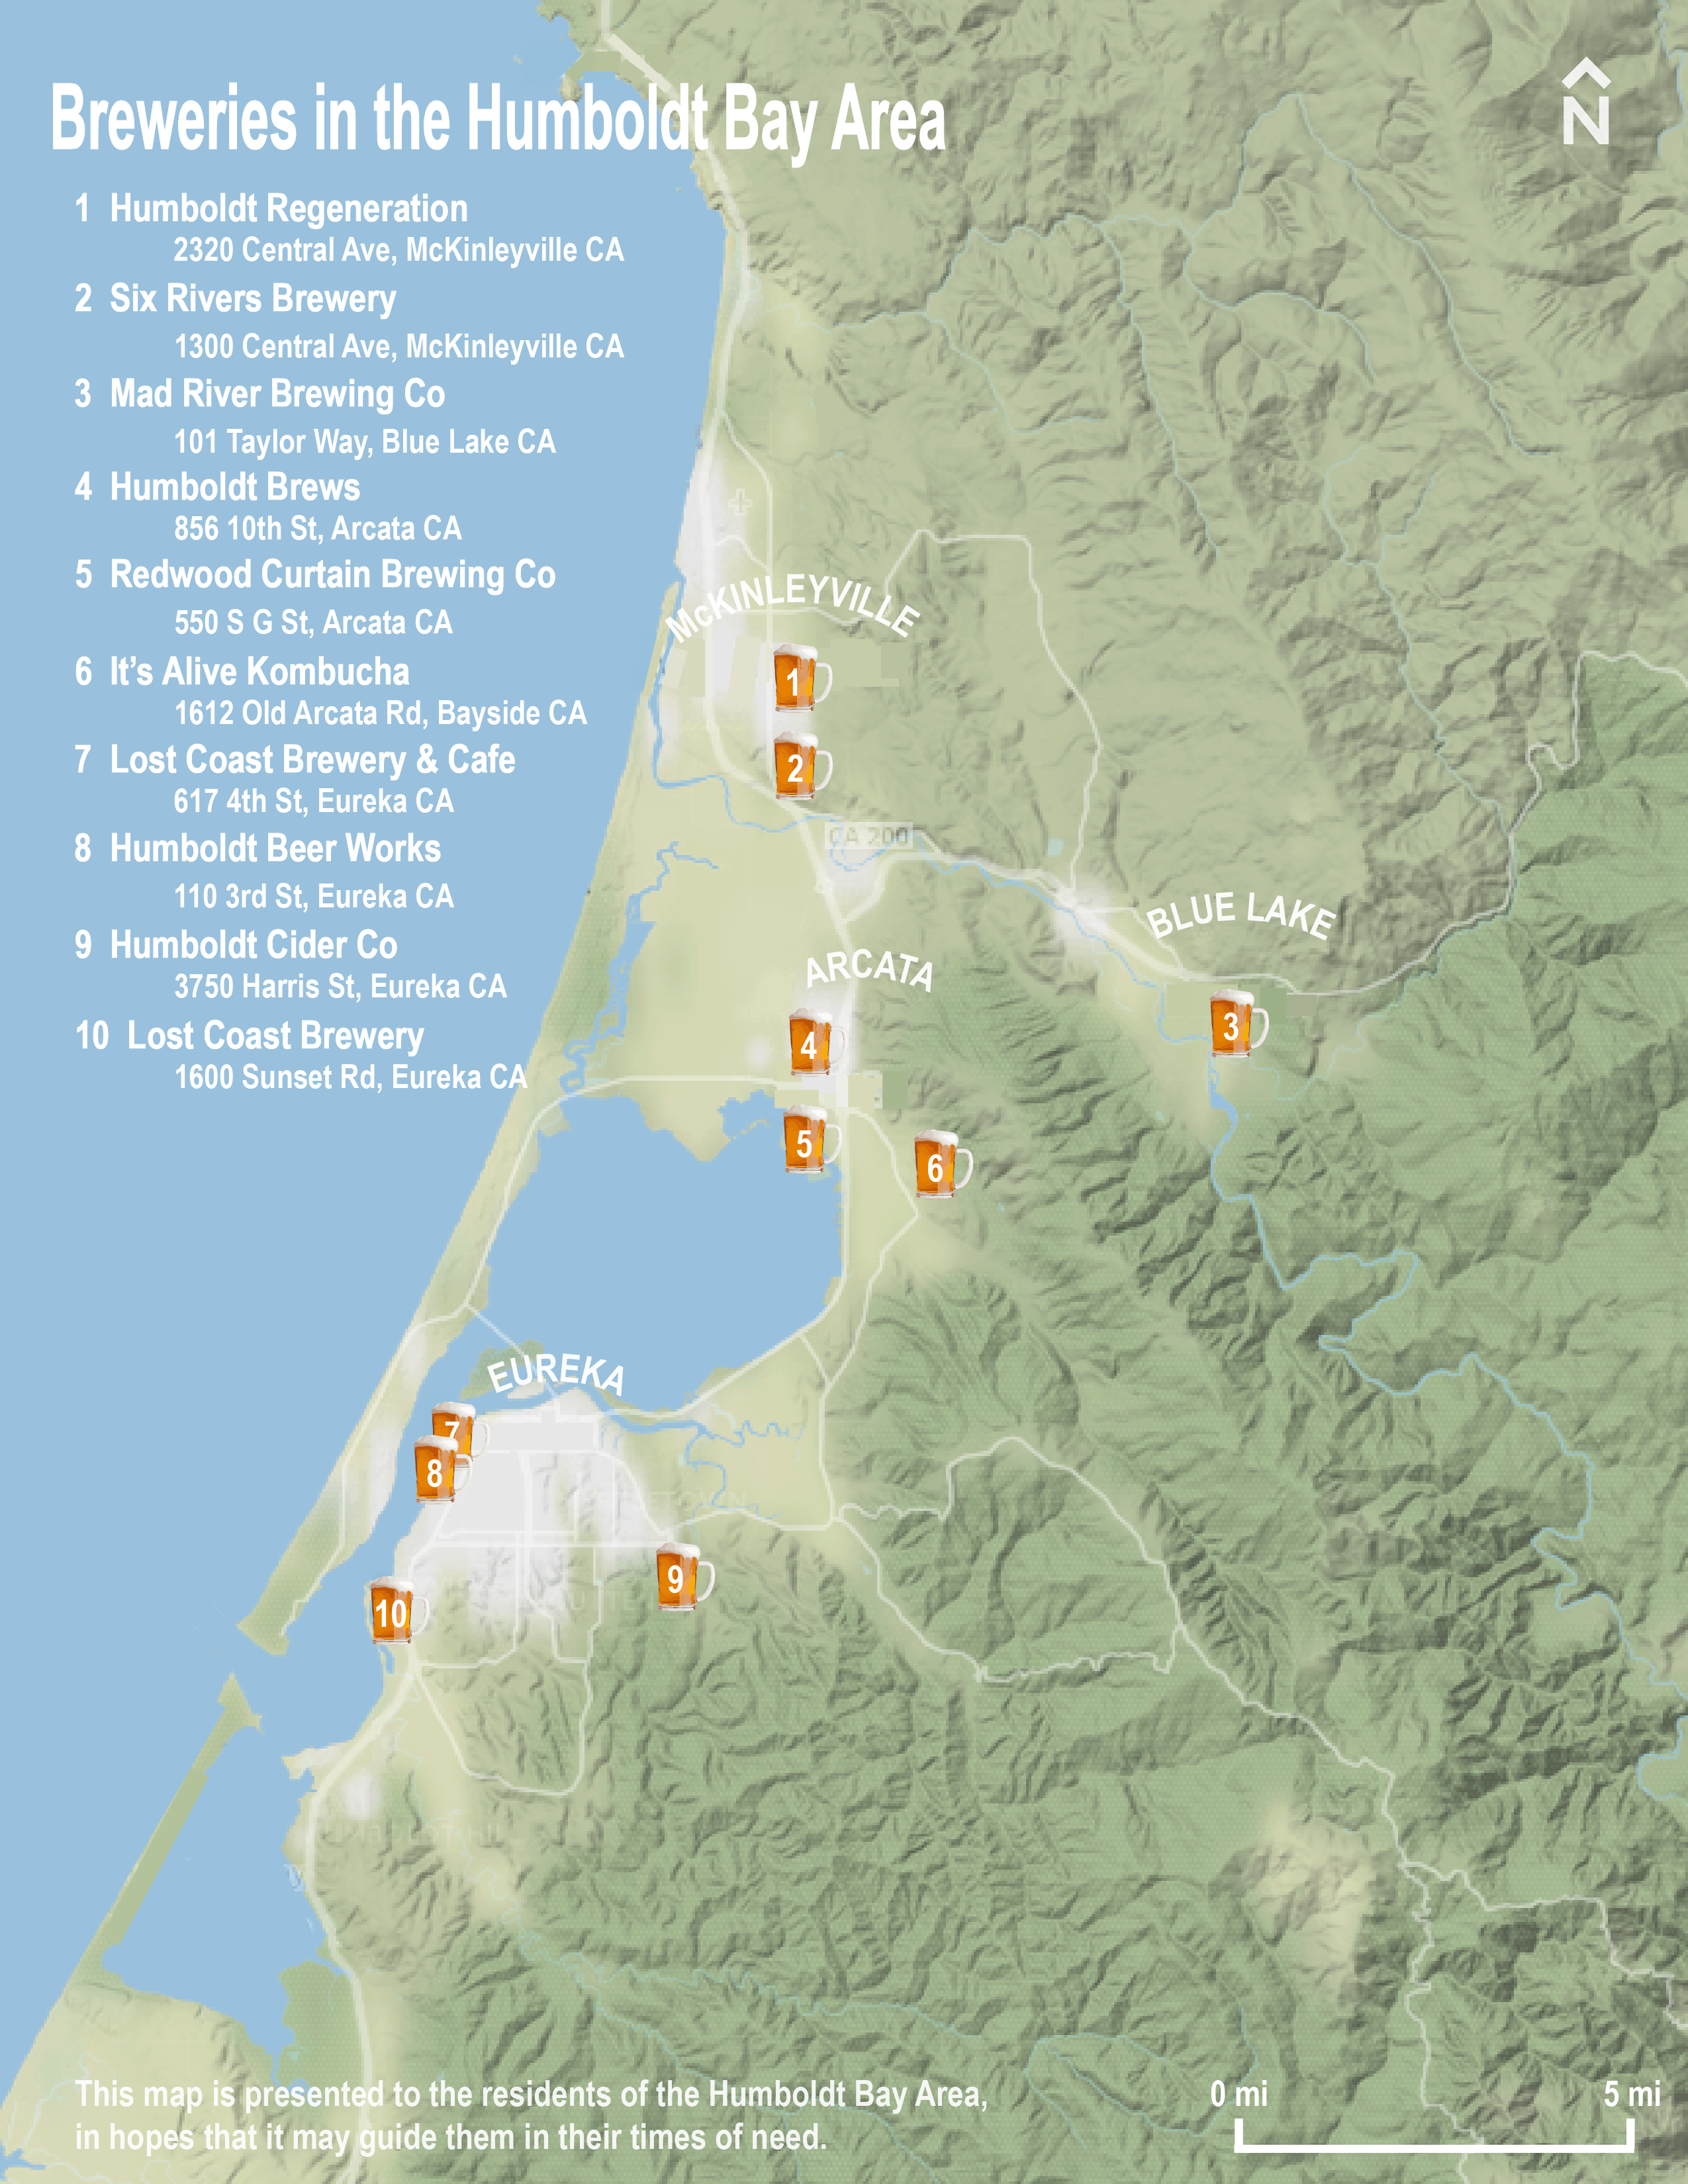 Breweries in the Humboldt Bay Area
N
1 Humboldt Regeneration
2320 Central Ave, McKinleyville CA
2 Six Rivers Brewery
1300 Central Ave, McKinleyville CA
3 Mad River Brewing Co
101 Taylor Way, Blue Lake CA
4 Humboldt Brews
856 10th St, Arcata CA
5 Redwood Curtain Brewing Co
550 S G St, Arcata CA
6 It’s Alive Kombucha
1612 Old Arcata Rd, Bayside CA
7 Lost Coast Brewery & Cafe
617 4th St, Eureka CA
8 Humboldt Beer Works
110 3rd St, Eureka CA
9 Humboldt Cider Co
3750 Harris St, Eureka CA
10 Lost Coast Brewery
1600 Sunset Rd, Eureka CA
McKINLEYVILLE
1
2
CA 200
BLUE LAKE
ARCATA
3
4
5
6
EUREKA
7
8
9
10
This map is presented to the residents of the Humboldt Bay Area,
in hopes that it may guide them in their times of need.
0 mi 5 mi